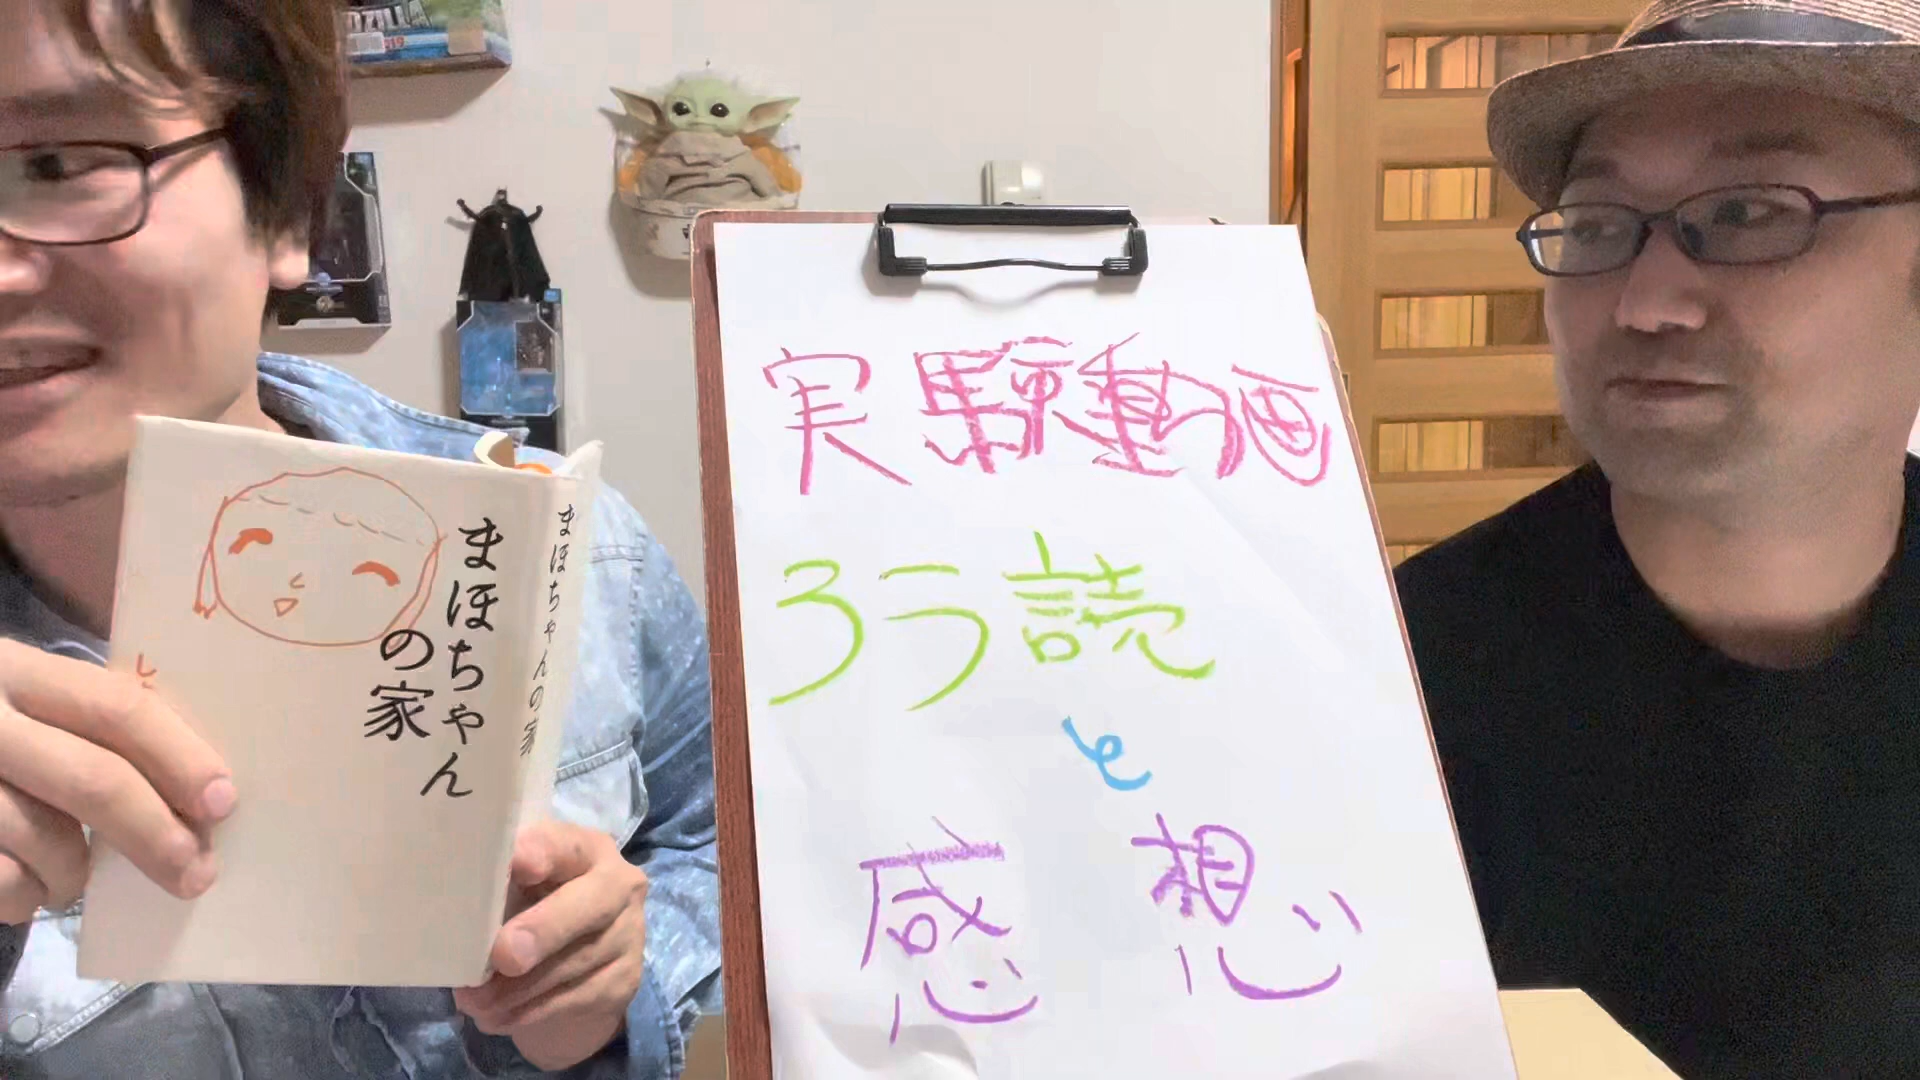 まほちゃん
の家
まほちゃんの家
実験動画
ろう読
と
感想